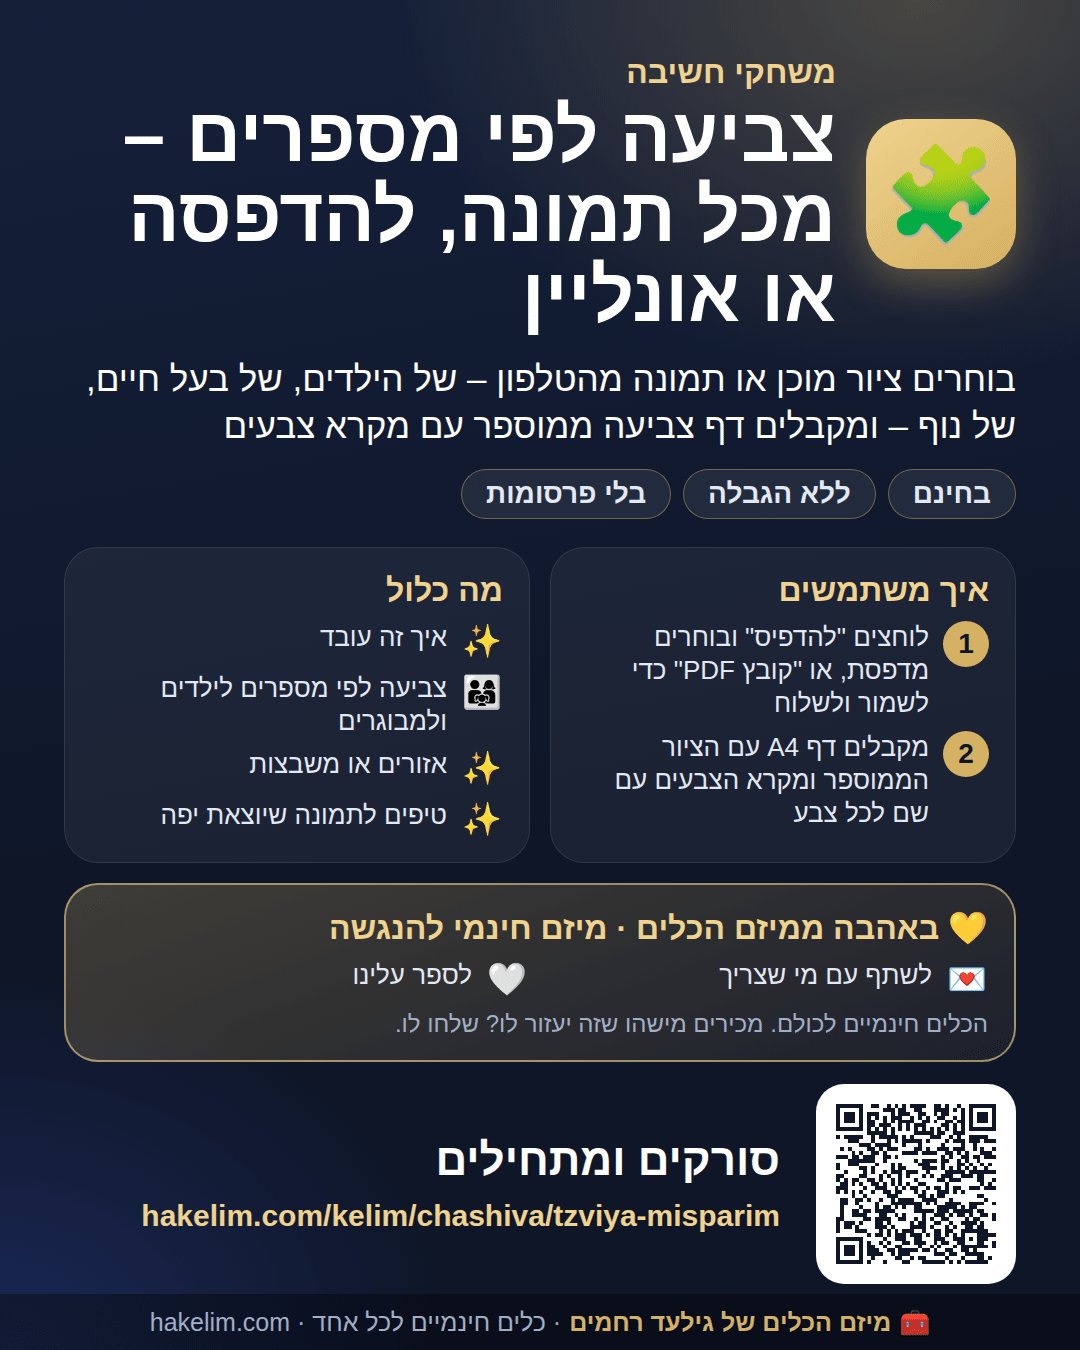 משחקי חשיבה
צביעה לפי מספרים –
מכל תמונה, להדפסה
או אונליין
בוחרים ציור מוכן או תמונה מהטלפון – של הילדים, של בעל חיים,
של נוף – ומקבלים דף צביעה ממוספר עם מקרא צבעים
בחינם
ללא הגבלה
בלי פרסומות
איך משתמשים
1
לוחצים "להדפיס" ובוחרים
מדפסת, או "קובץ PDF" כדי
לשמור ולשלוח
2
מקבלים דף A4 עם הציור
הממוספר ומקרא הצבעים עם
שם לכל צבע
מה כלול
איך זה עובד
צביעה לפי מספרים לילדים
ולמבוגרים
אזורים או משבצות
טיפים לתמונה שיוצאת יפה
באהבה ממיזם הכלים · מיזם חינמי להנגשה
לשתף עם מי שצריך
לספר עלינו
הכלים חינמיים לכולם. מכירים מישהו שזה יעזור לו? שלחו לו.
סורקים ומתחילים
hakelim.com/kelim/chashiva/tzviya-misparim
מיזם הכלים של גילעד רחמים · כלים חינמיים לכל אחד · hakelim.com